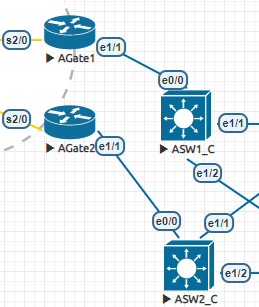 s2/0
e1/1
AGate1
e0/0
s2/0
AGate2
e1/1
e1/1
ASW1_C
e1/2
e0/0
e1/1
e1/2
ASW2_C